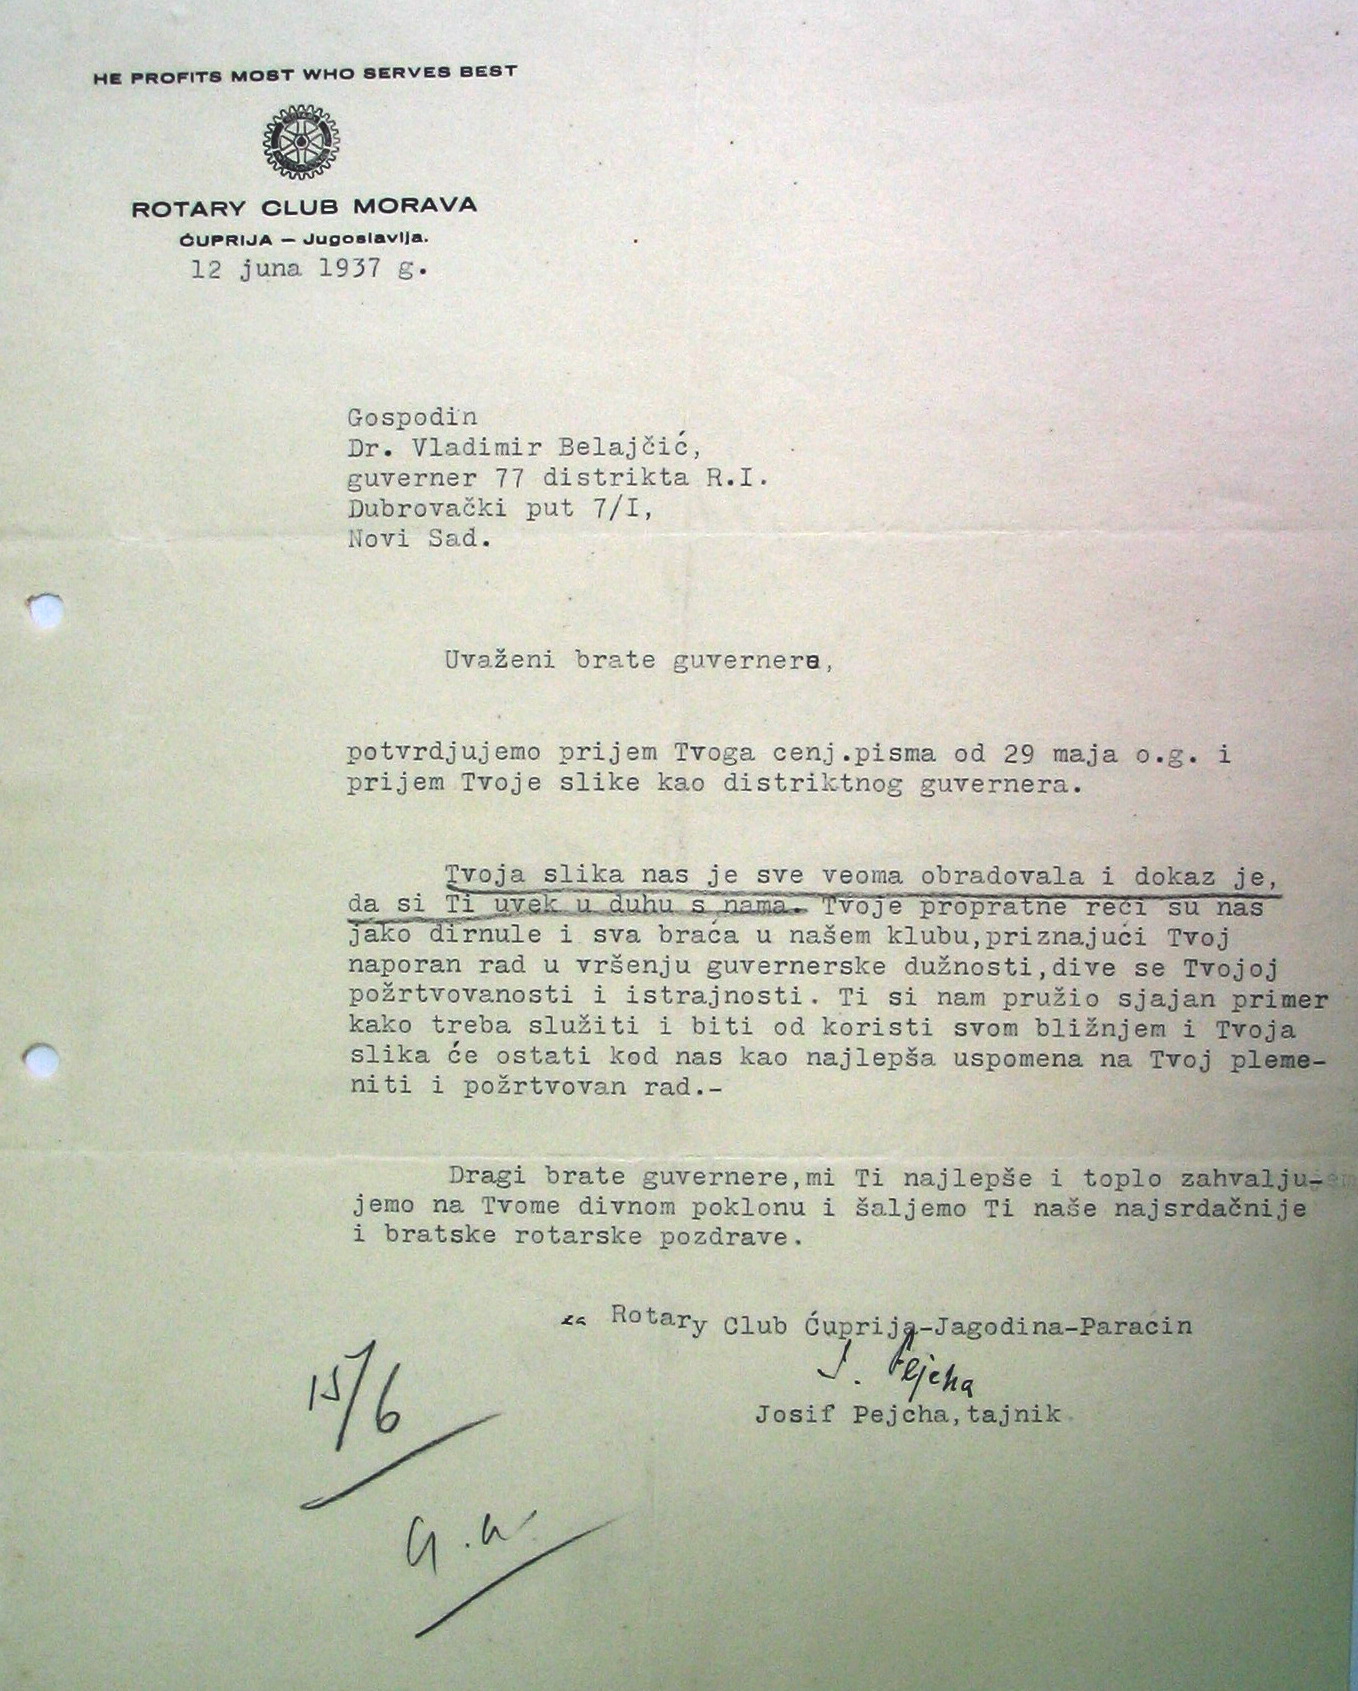 HE PROFITS MOST WHO SERVES BEST
ROTARY CLUB MORAVA
ĆUPRIJA — Jugoslavija.
12 juna 1937 g.
Gospodin
Dr. Vladimir Belajčić,
guverner 77 distrikta R.I.
Dubrovački put 7/I,
Novi Sad.
Uvaženi brate guvernere,
potvrdjujemo prijem Tvoga cenj.pisma od 29 maja o.g. i
prijem Tvoje slike kao distriktnog guvernera.
Tvoja slika nas je sve veoma obradovala i dokaz je,
da si Ti uvek u duhu s nama. Tvoje propratne reči su nas
jako dirnule i sva braća u našem klubu,priznajući Tvoj
naporan rad u vršenju guvernerske dužnosti,dive se Tvojoj
požrtvovanosti i istrajnosti. Ti si nam pružio sjajan primer
kako treba služiti i biti od koristi svom bližnjem i Tvoja
slika će ostati kod nas kao najlepša uspomena na Tvoj pleme-
niti i požrtvovan rad.-
Dragi brate guvernere,mi Ti najlepše i toplo zahvalju-
jemo na Tvome divnom poklonu i šaljemo Ti naše najsrdačnije
i bratske rotarske pozdrave.
za Rotary Club Ćuprija-Jagodina-Paracin
J. Pejcha
Josif Pejcha,tajnik
15/6